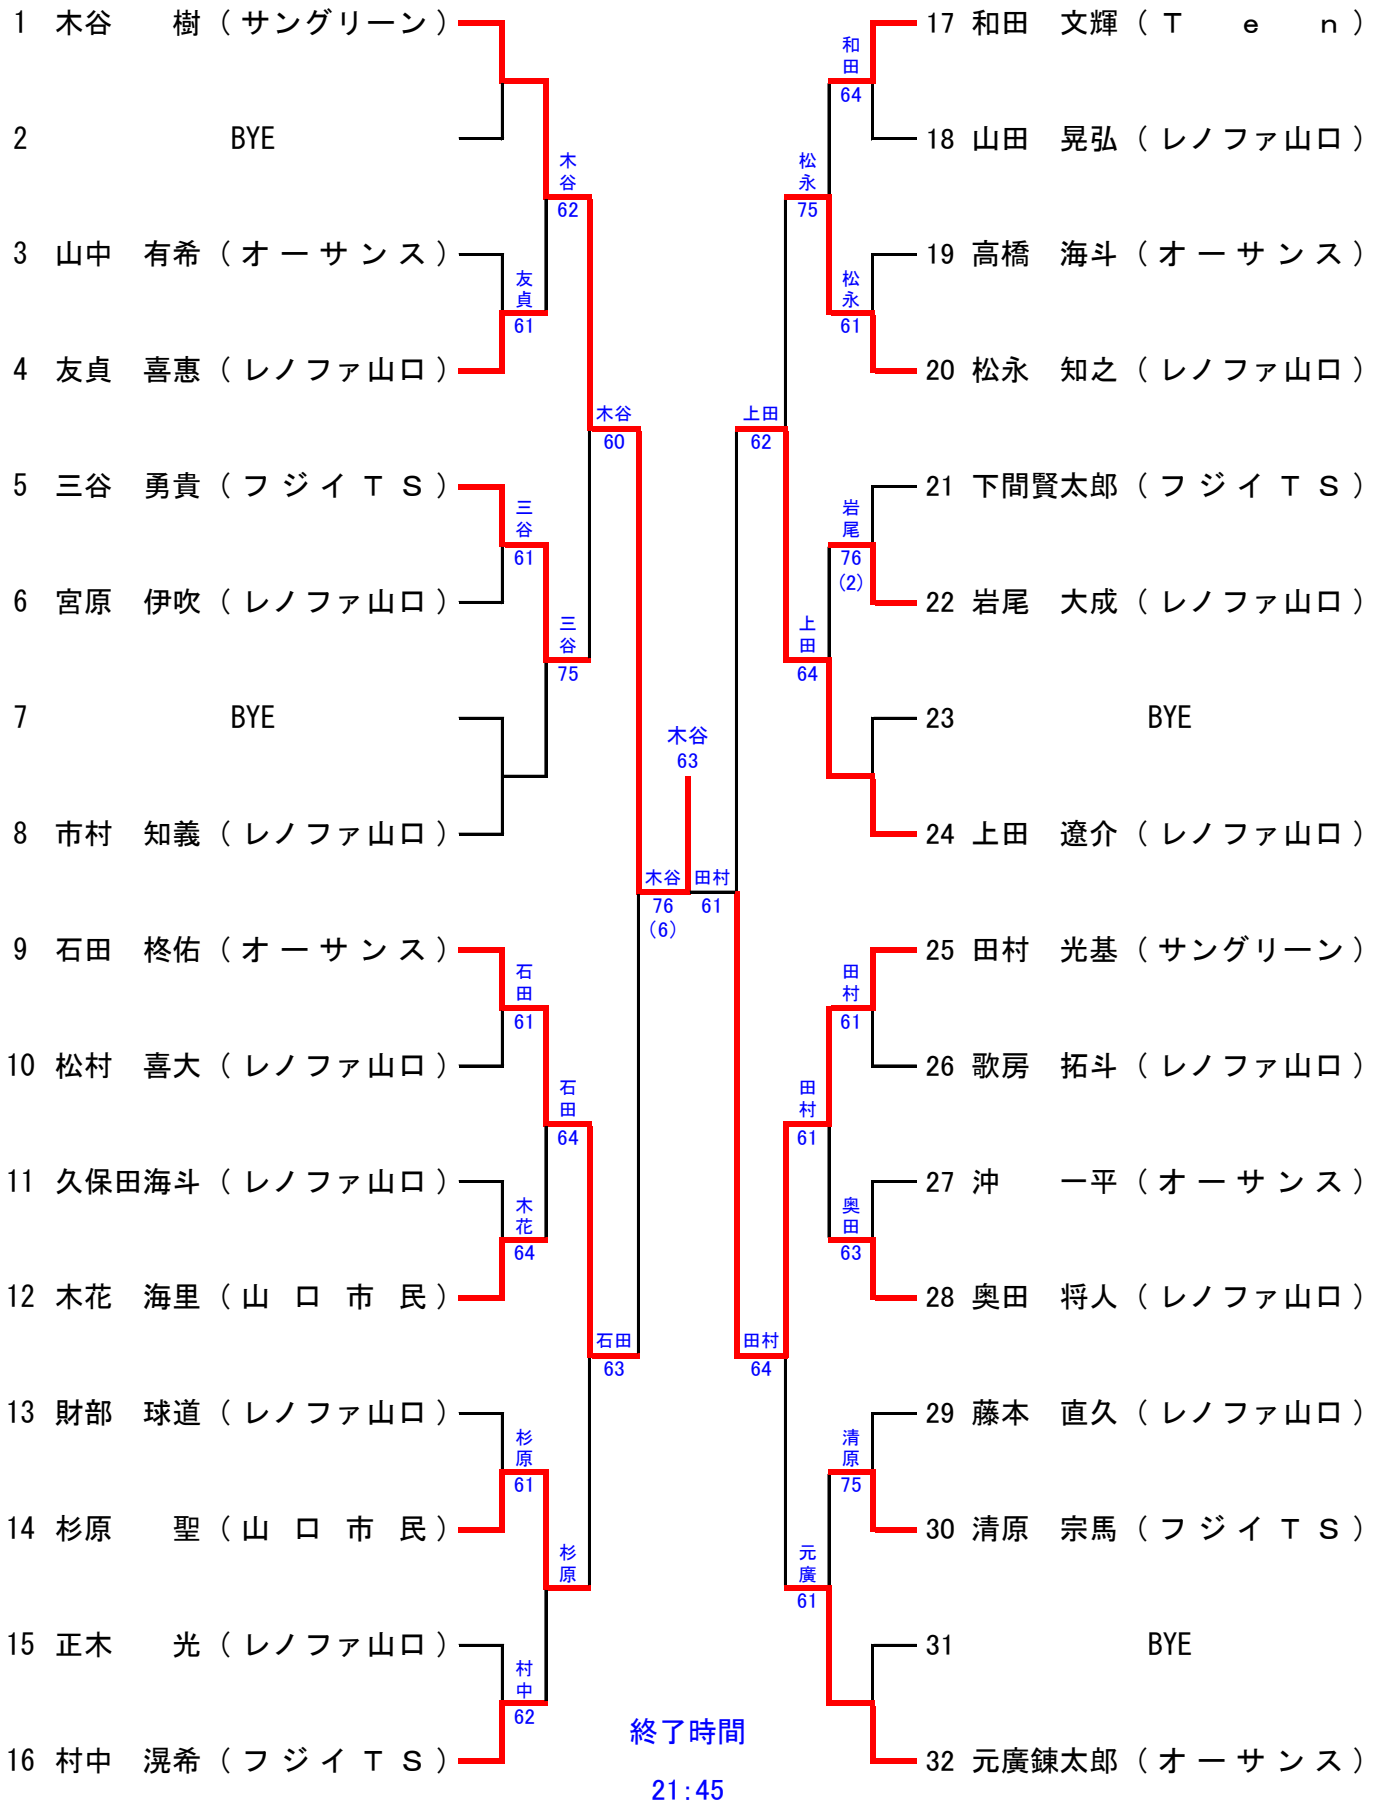 1 木谷　　樹（サングリーン）
2 BYE
3 山中　有希（オーサンス）
4 友貞　喜惠（レノファ山口）
5 三谷　勇貴（フジイＴＳ）
6 宮原　伊吹（レノファ山口）
7 BYE
8 市村　知義（レノファ山口）
9 石田　柊佑（オーサンス）
10 松村　喜大（レノファ山口）
11 久保田海斗（レノファ山口）
12 木花　海里（山口市民）
13 財部　球道（レノファ山口）
14 杉原　　聖（山口市民）
15 正木　　光（レノファ山口）
16 村中　滉希（フジイＴＳ）
友貞
61
三谷
61
石田
61
木花
64
杉原
61
村中
62
木谷
62
三谷
75
石田
64
杉原
木谷
60
石田
63
木谷
76
(6)
木谷
63
田村
61
上田
62
田村
64
松永
75
上田
64
田村
61
元廣
61
和田
64
松永
61
岩尾
76
(2)
田村
61
奥田
63
清原
75
17 和田　文輝（Ｔｅｎ）
18 山田　晃弘（レノファ山口）
19 高橋　海斗（オーサンス）
20 松永　知之（レノファ山口）
21 下間賢太郎（フジイＴＳ）
22 岩尾　大成（レノファ山口）
23 BYE
24 上田　遼介（レノファ山口）
25 田村　光基（サングリーン）
26 歌房　拓斗（レノファ山口）
27 沖　　一平（オーサンス）
28 奥田　将人（レノファ山口）
29 藤本　直久（レノファ山口）
30 清原　宗馬（フジイＴＳ）
31 BYE
32 元廣錬太郎（オーサンス）
終了時間
21:45